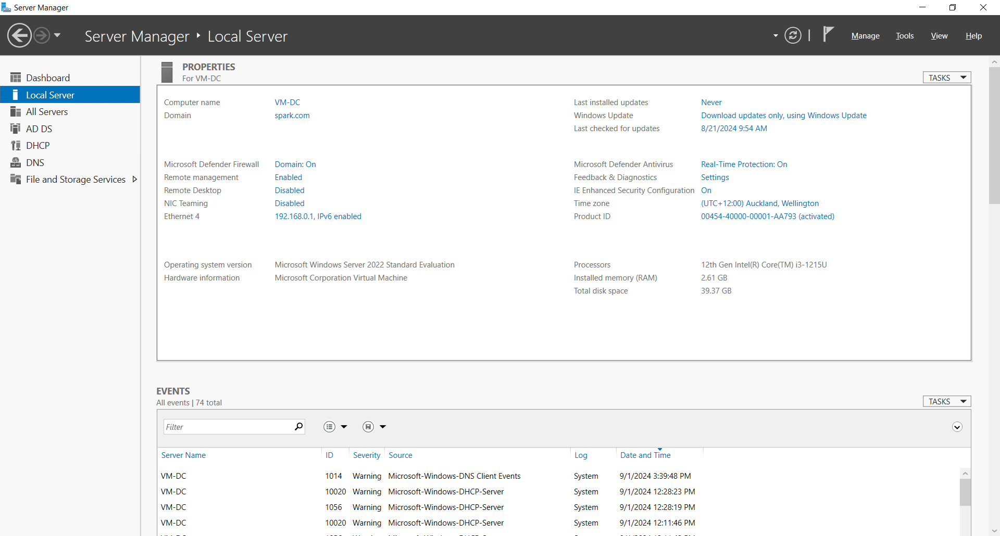 Server Manager
Server Manager ‣ Local Server
Manage Tools View Help
Dashboard
Local Server
All Servers
AD DS
DHCP
DNS
File and Storage Services
PROPERTIES
For VM-DC
TASKS
Computer name VM-DC
Domain spark.com
Last installed updates Never
Windows Update Download updates only, using Windows Update
Last checked for updates 8/21/2024 9:54 AM
Microsoft Defender Firewall Domain: On
Remote management Enabled
Remote Desktop Disabled
NIC Teaming Disabled
Ethernet 4 192.168.0.1, IPv6 enabled
Microsoft Defender Antivirus Real-Time Protection: On
Feedback & Diagnostics Settings
IE Enhanced Security Configuration On
Time zone (UTC+12:00) Auckland, Wellington
Product ID 00454-40000-00001-AA793 (activated)
Operating system version Microsoft Windows Server 2022 Standard Evaluation
Hardware information Microsoft Corporation Virtual Machine
Processors 12th Gen Intel(R) Core(TM) i3-1215U
Installed memory (RAM) 2.61 GB
Total disk space 39.37 GB
EVENTS
All events | 74 total
TASKS
Filter
Server Name ID Severity Source Log Date and Time
VM-DC 1014 Warning Microsoft-Windows-DNS Client Events System 9/1/2024 3:39:48 PM
VM-DC 10020 Warning Microsoft-Windows-DHCP-Server System 9/1/2024 12:28:23 PM
VM-DC 1056 Warning Microsoft-Windows-DHCP-Server System 9/1/2024 12:28:19 PM
VM-DC 10020 Warning Microsoft-Windows-DHCP-Server System 9/1/2024 12:11:46 PM